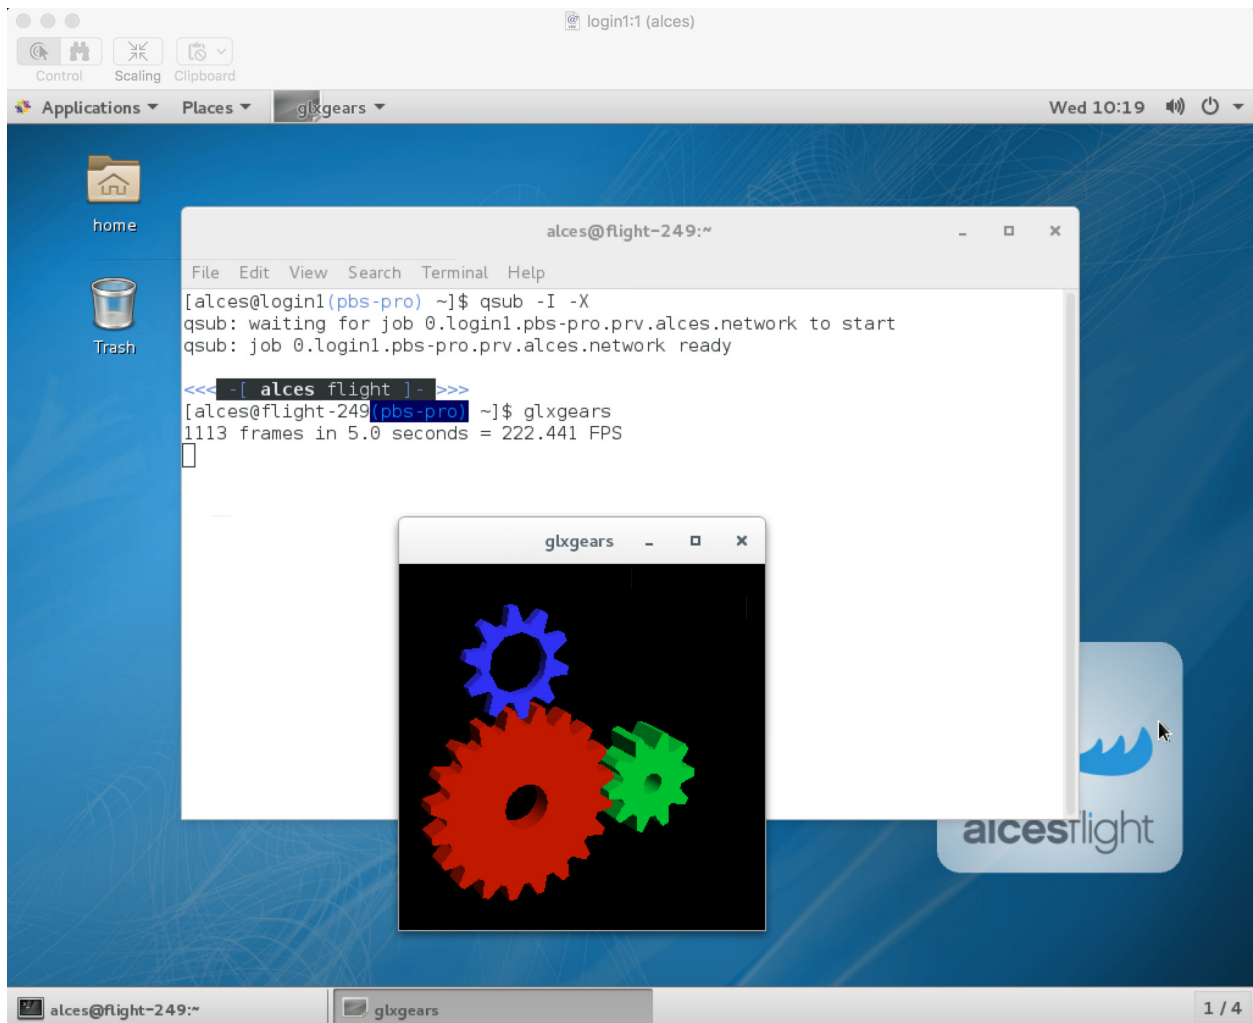 login1:1 (alces)
Control Scaling Clipboard
Applications Places glxgears Wed 10:19
home
Trash
alces@flight-249:~
File Edit View Search Terminal Help
[alces@login1(pbs-pro) ~]$ qsub -I -X
qsub: waiting for job 0.login1.pbs-pro.prv.alces.network to start
qsub: job 0.login1.pbs-pro.prv.alces.network ready
<<< -[ alces flight ]- >>>
[alces@flight-249(pbs-pro) ~]$ glxgears
1113 frames in 5.0 seconds = 222.441 FPS
glxgears
alcesflight
alces@flight-249:~ glxgears 1 / 4